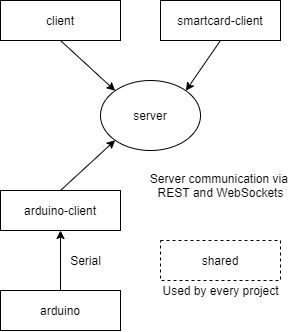 client
smartcard-client
server
Server communication via
REST and WebSockets
arduino-client
Serial
shared
Used by every project
arduino